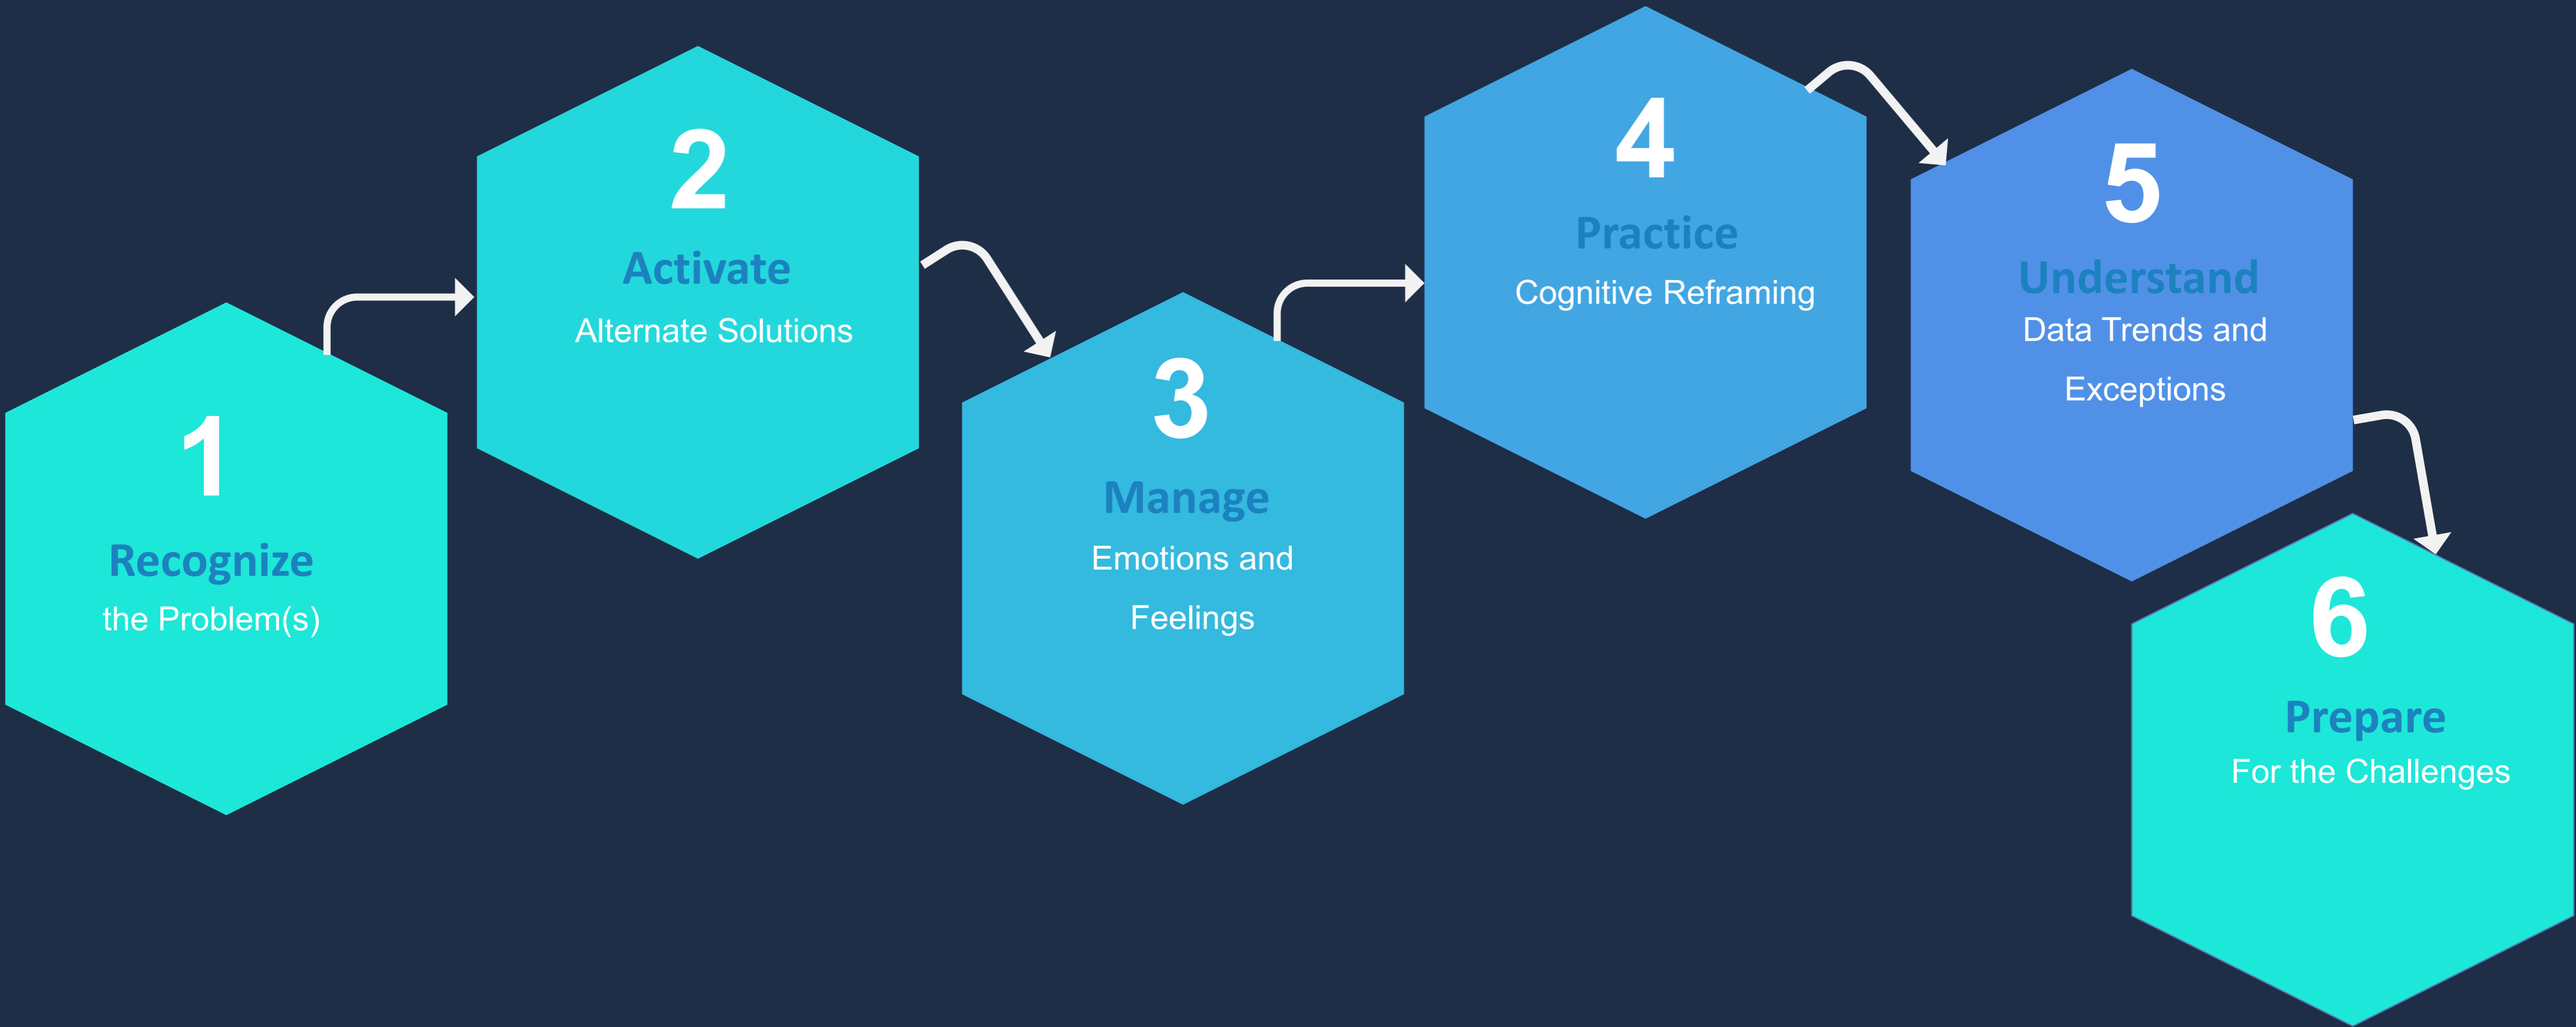 1
Recognize
the Problem(s)
2
Activate
Alternate Solutions
3
Manage
Emotions and
Feelings
4
Practice
Cognitive Reframing
5
Understand
Data Trends and
Exceptions
6
Prepare
For the Challenges